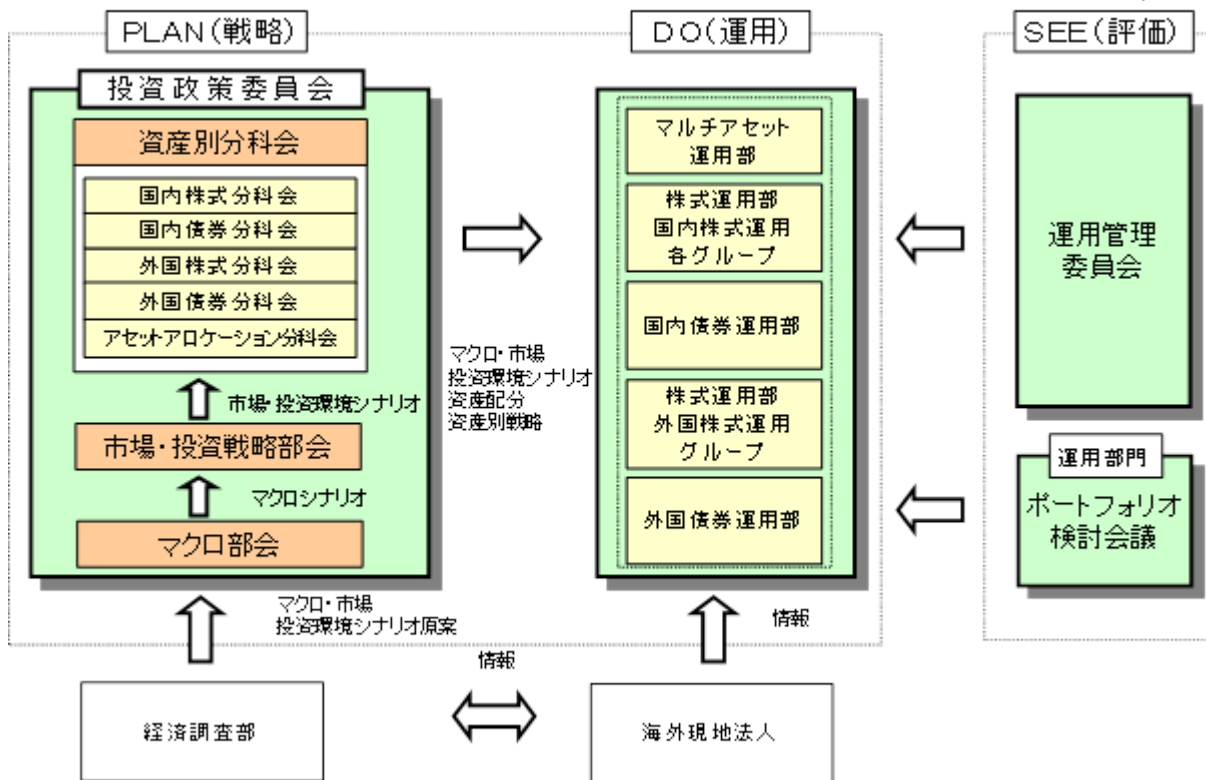 PLAN(戦略)
DO(運用)
SEE(評価)
投資政策委員会
資産別分科会
国内株式分科会
国内債券分科会
外国株式分科会
外国債券分科会
アセットアロケーション分科会
市場・投資環境シナリオ
市場・投資戦略部会
マクロシナリオ
マクロ部会
マクロ・市場
投資環境シナリオ
資産配分
資産別戦略
マルチアセット
運用部
株式運用部
国内株式運用
各グループ
国内債券運用部
株式運用部
外国株式運用
グループ
外国債券運用部
運用管理
委員会
運用部門
ポートフォリオ
検討会議
マクロ・市場
投資環境シナリオ原案
情報
情報
経済調査部
海外現地法人